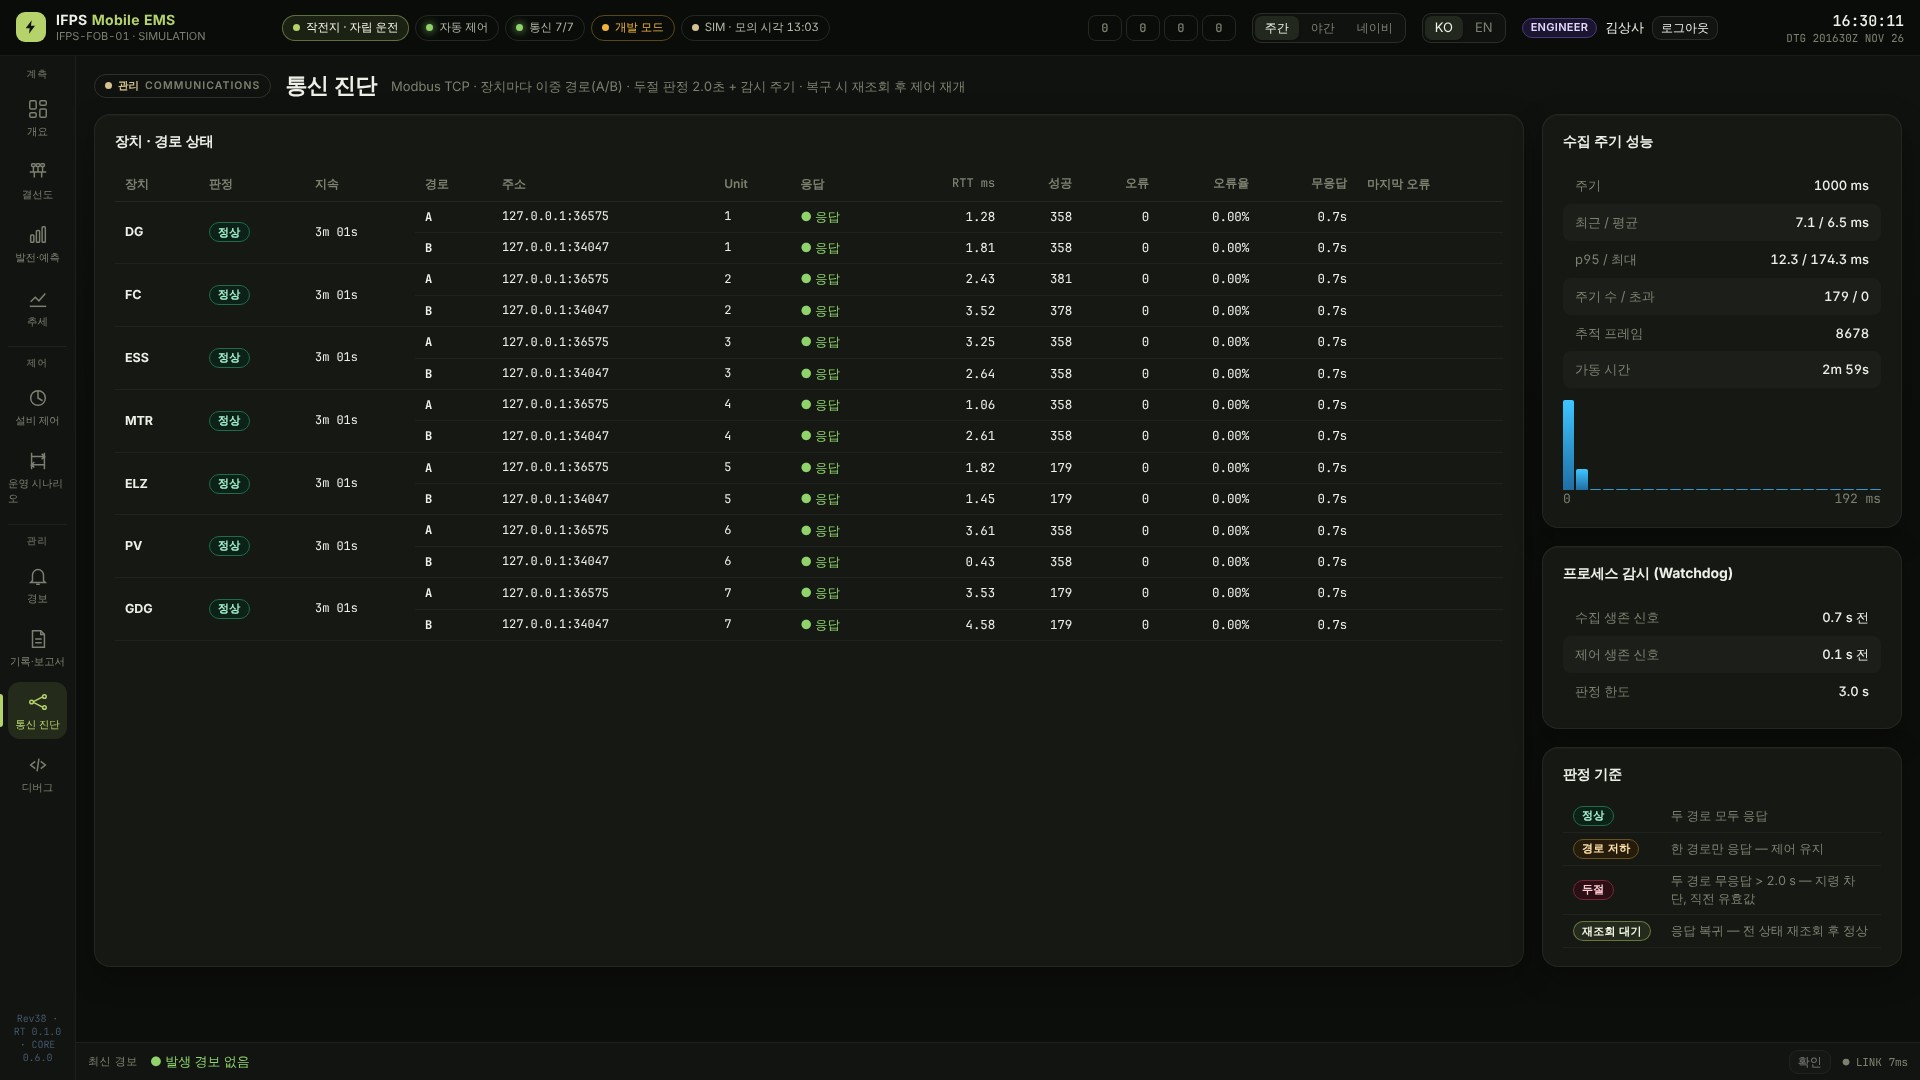 IFPS Mobile EMS
IFPS-FOB-01 · SIMULATION
작전지 · 자립 운전
자동 제어
통신 7/7
개발 모드
SIM · 모의 시각 13:03
0 0 0 0
주간 야간 네이비
KO EN
ENGINEER 김상사 로그아웃
16:30:11
DTG 201630Z NOV 26
계측
개요
결선도
발전·예측
추세
제어
설비 제어
운영 시나리
오
관리
경보
기록·보고서
통신 진단
디버그
Rev38 ·
RT 0.1.0
· CORE
0.6.0
관리 COMMUNICATIONS
통신 진단
Modbus TCP · 장치마다 이중 경로(A/B) · 두절 판정 2.0초 + 감시 주기 · 복구 시 재조회 후 제어 재개
장치 · 경로 상태
장치 판정 지속 경로 주소 Unit 응답 RTT ms 성공 오류 오류율 무응답 마지막 오류
DG 정상 3m 01s
A 127.0.0.1:36575 1 응답 1.28 358 0 0.00% 0.7s
B 127.0.0.1:34047 1 응답 1.81 358 0 0.00% 0.7s
FC 정상 3m 01s
A 127.0.0.1:36575 2 응답 2.43 381 0 0.00% 0.7s
B 127.0.0.1:34047 2 응답 3.52 378 0 0.00% 0.7s
ESS 정상 3m 01s
A 127.0.0.1:36575 3 응답 3.25 358 0 0.00% 0.7s
B 127.0.0.1:34047 3 응답 2.64 358 0 0.00% 0.7s
MTR 정상 3m 01s
A 127.0.0.1:36575 4 응답 1.06 358 0 0.00% 0.7s
B 127.0.0.1:34047 4 응답 2.61 358 0 0.00% 0.7s
ELZ 정상 3m 01s
A 127.0.0.1:36575 5 응답 1.82 179 0 0.00% 0.7s
B 127.0.0.1:34047 5 응답 1.45 179 0 0.00% 0.7s
PV 정상 3m 01s
A 127.0.0.1:36575 6 응답 3.61 358 0 0.00% 0.7s
B 127.0.0.1:34047 6 응답 0.43 358 0 0.00% 0.7s
GDG 정상 3m 01s
A 127.0.0.1:36575 7 응답 3.53 179 0 0.00% 0.7s
B 127.0.0.1:34047 7 응답 4.58 179 0 0.00% 0.7s
수집 주기 성능
주기 1000 ms
최근 / 평균 7.1 / 6.5 ms
p95 / 최대 12.3 / 174.3 ms
주기 수 / 초과 179 / 0
추적 프레임 8678
가동 시간 2m 59s
0 192 ms
프로세스 감시 (Watchdog)
수집 생존 신호 0.7 s 전
제어 생존 신호 0.1 s 전
판정 한도 3.0 s
판정 기준
정상 두 경로 모두 응답
경로 저하 한 경로만 응답 — 제어 유지
두절 두 경로 무응답 > 2.0 s — 지령 차
단, 직전 유효값
재조회 대기 응답 복귀 — 전 상태 재조회 후 정상
최신 경보 발생 경보 없음
확인 LINK 7ms